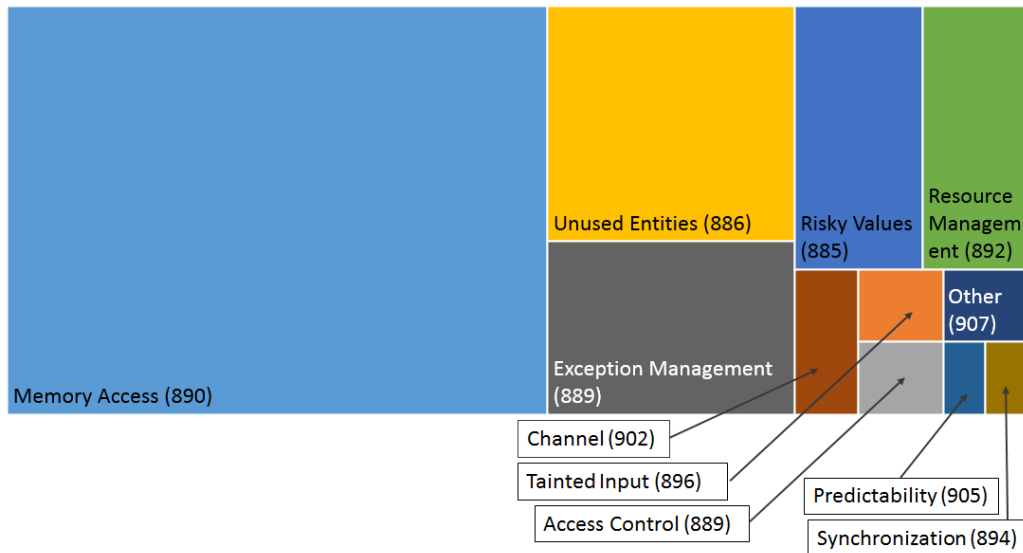 Memory Access (890)
Unused Entities (886)
Exception Management
(889)
Risky Values
(885)
Resource
Managem
ent (892)
Other
(907)
Channel (902)
Tainted Input (896)
Access Control (889)
Predictability (905)
Synchronization (894)